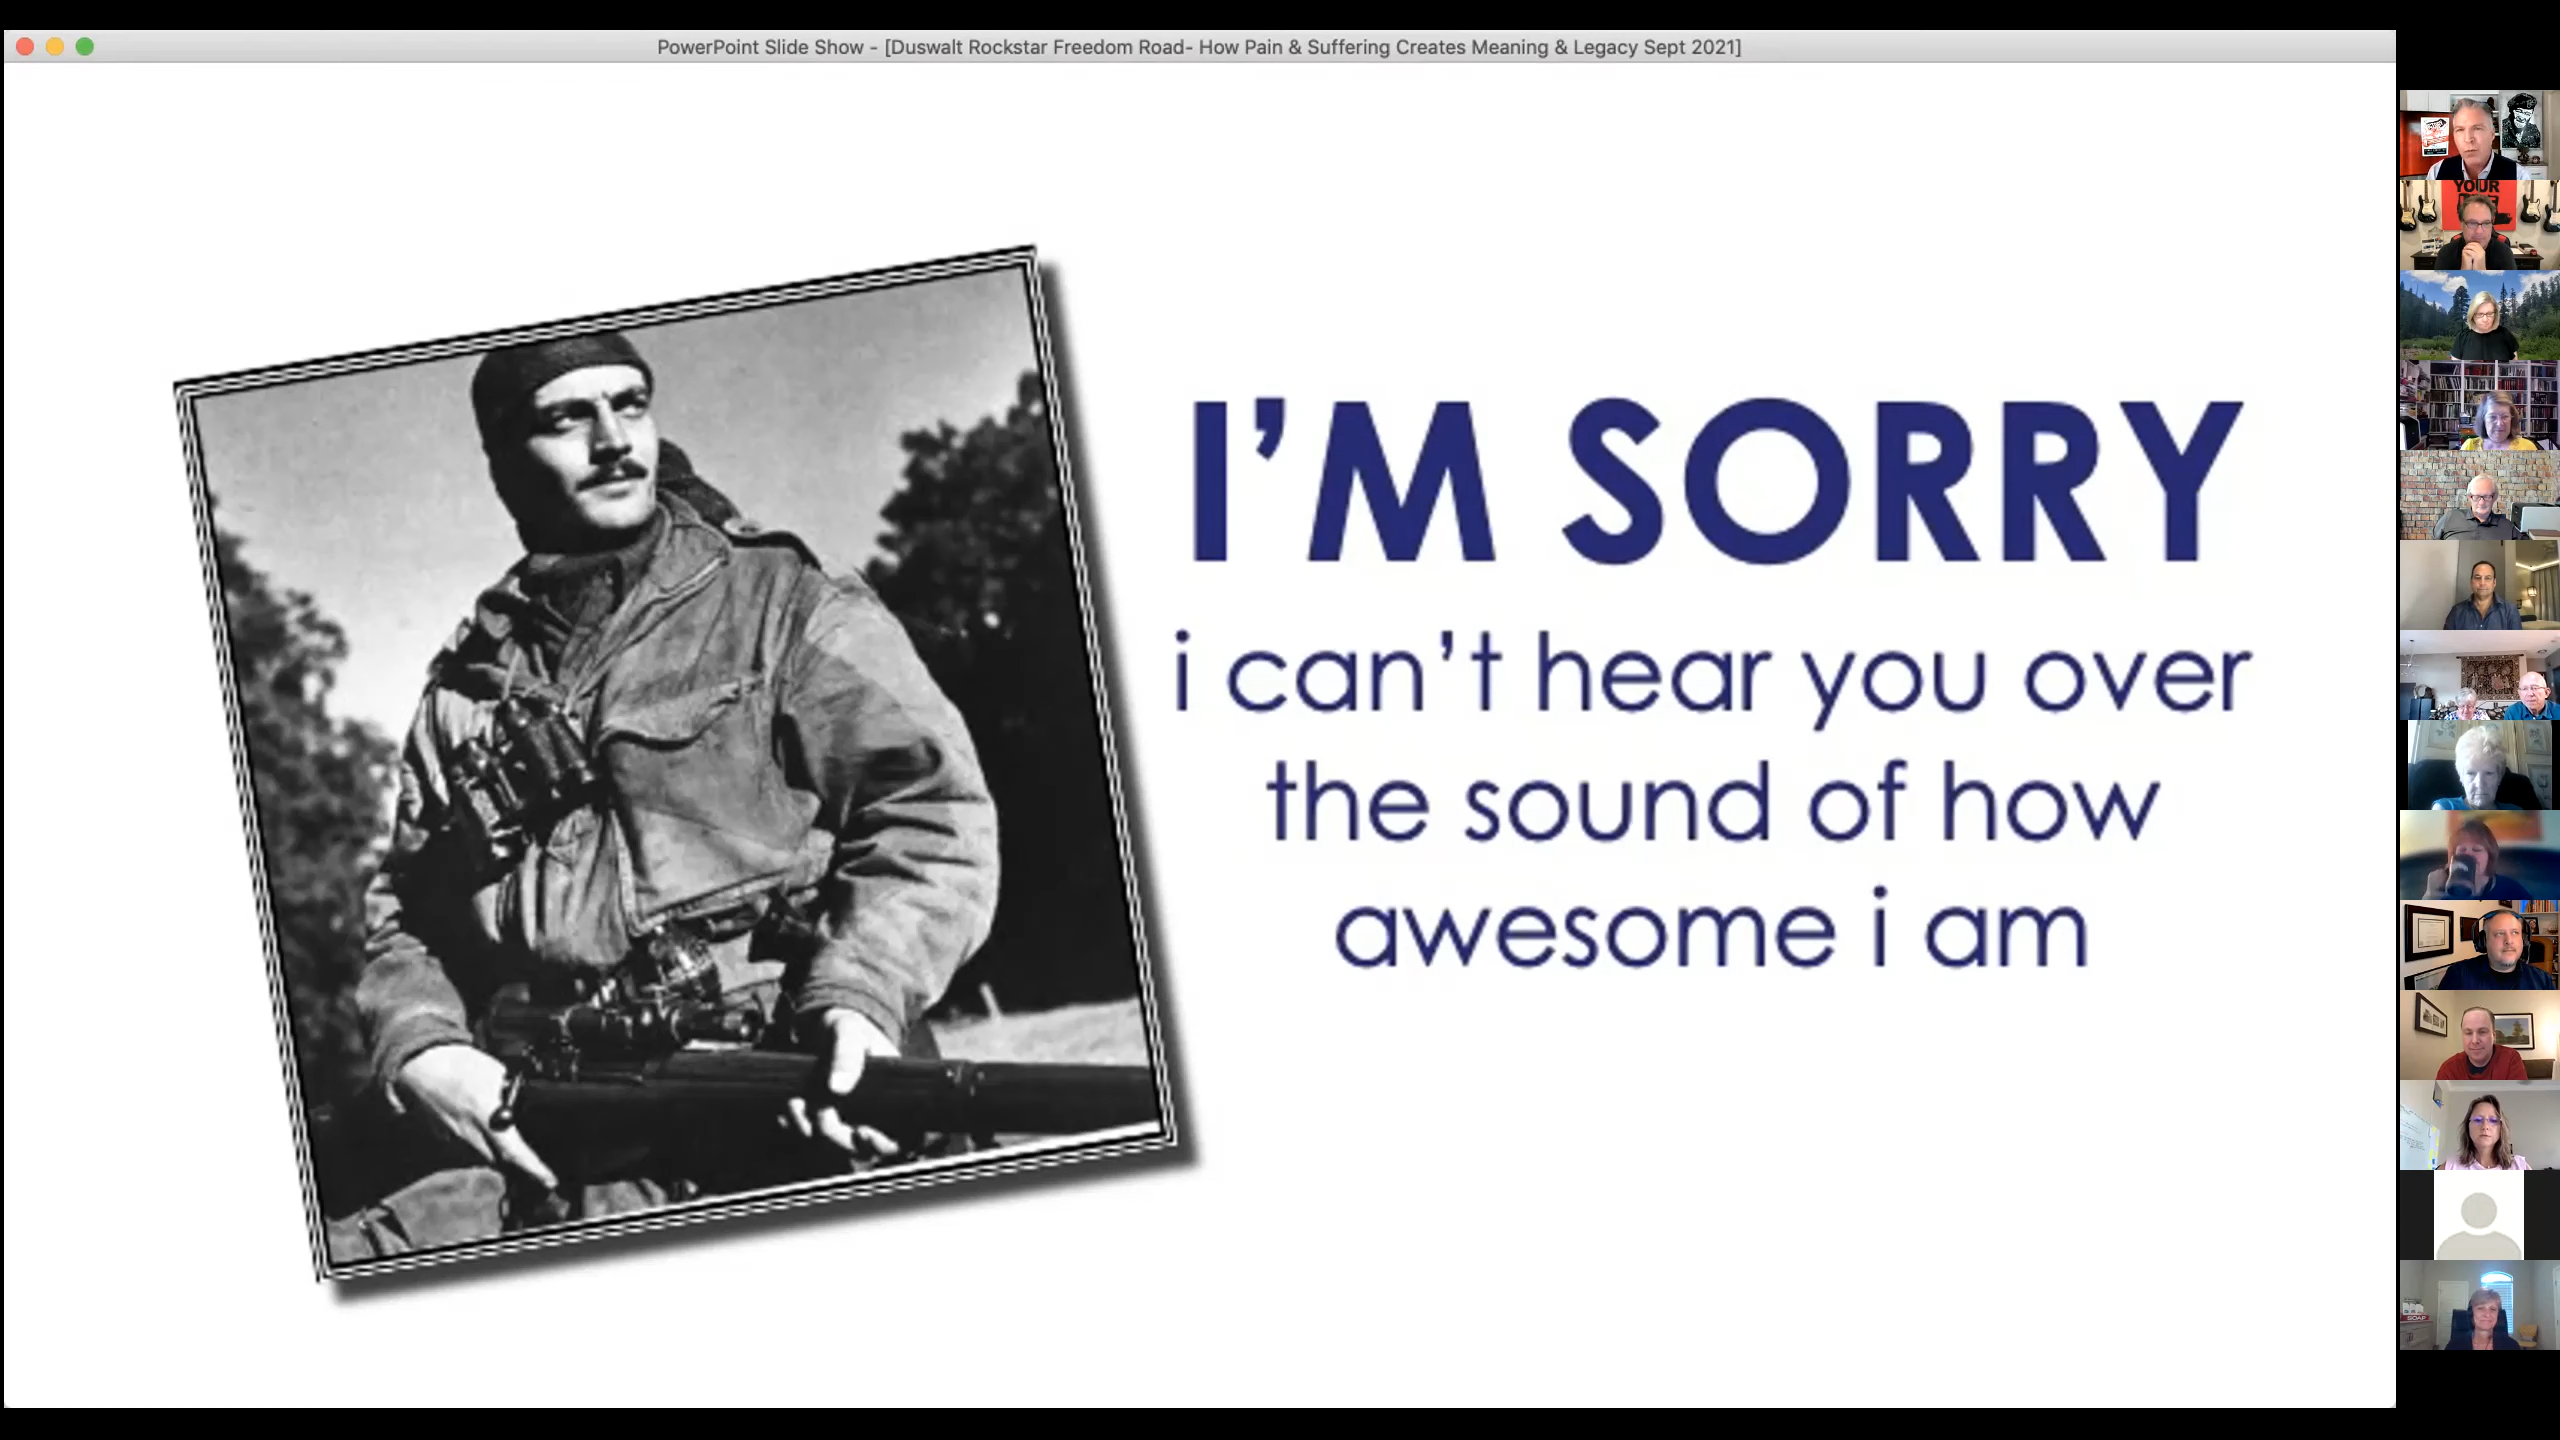 PowerPoint Slide Show - [Duswalt Rockstar Freedom Road- How Pain & Suffering Creates Meaning & Legacy Sept 2021]
I'M SORRY
i can't hear you over
the sound of how
awesome i am
YOUR
SOAP